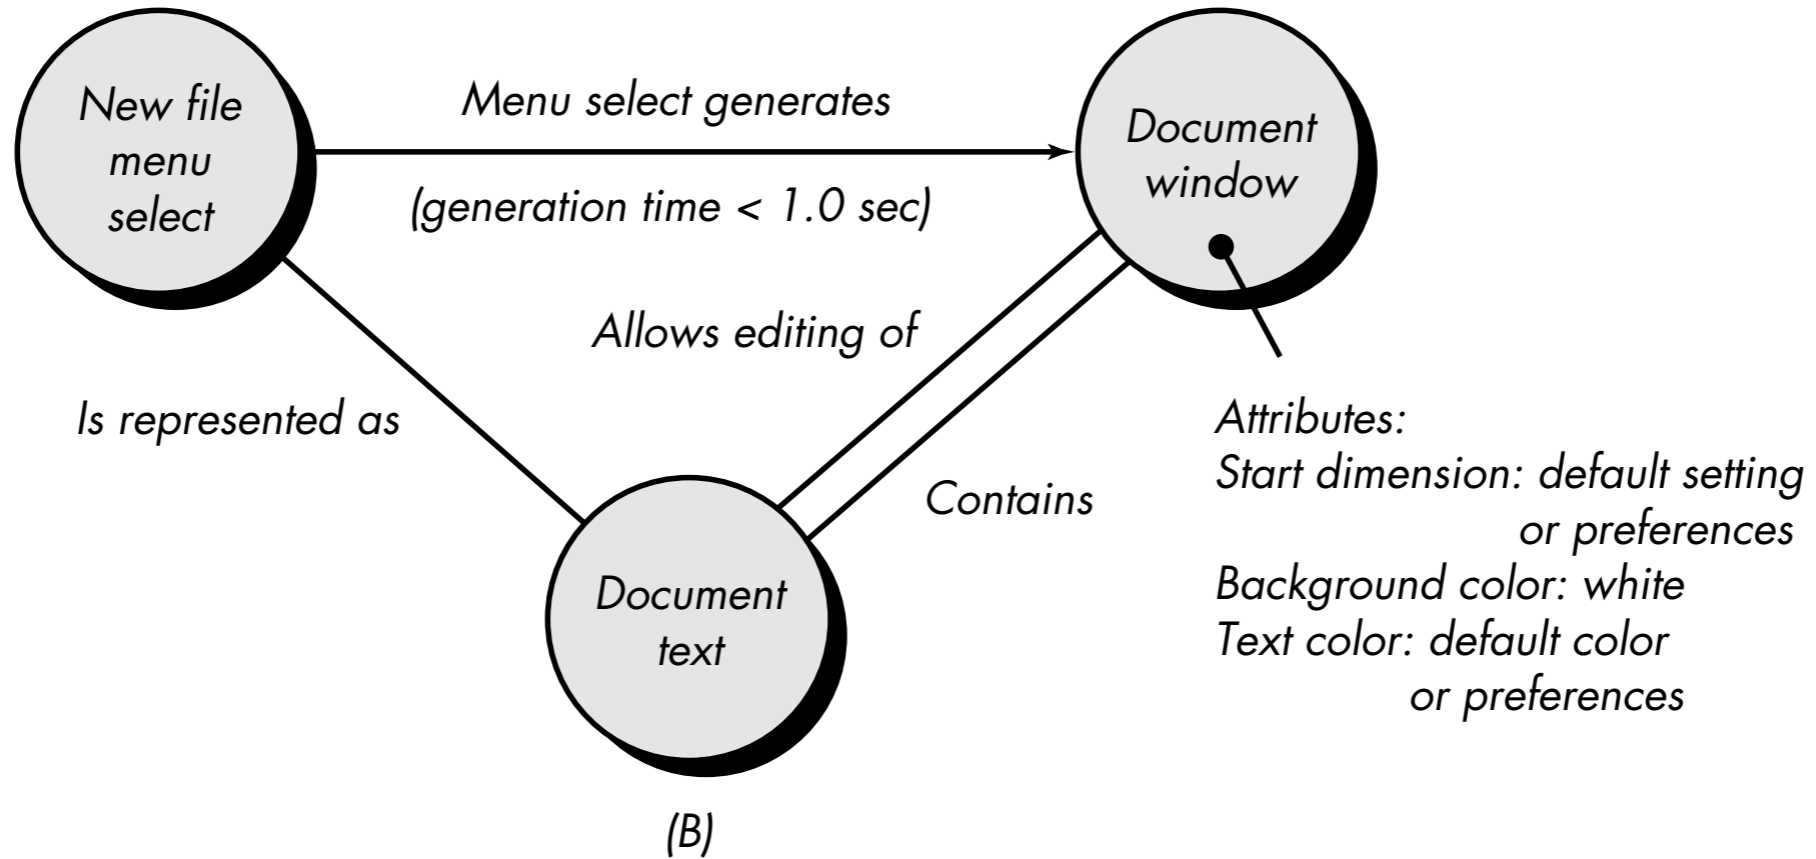 New file
menu
select
Menu select generates
(generation time < 1.0 sec)
Document
window
Allows editing of
Is represented as
Contains
Attributes:
Start dimension: default setting
or preferences
Background color: white
Text color: default color
or preferences
Document
text
(B)